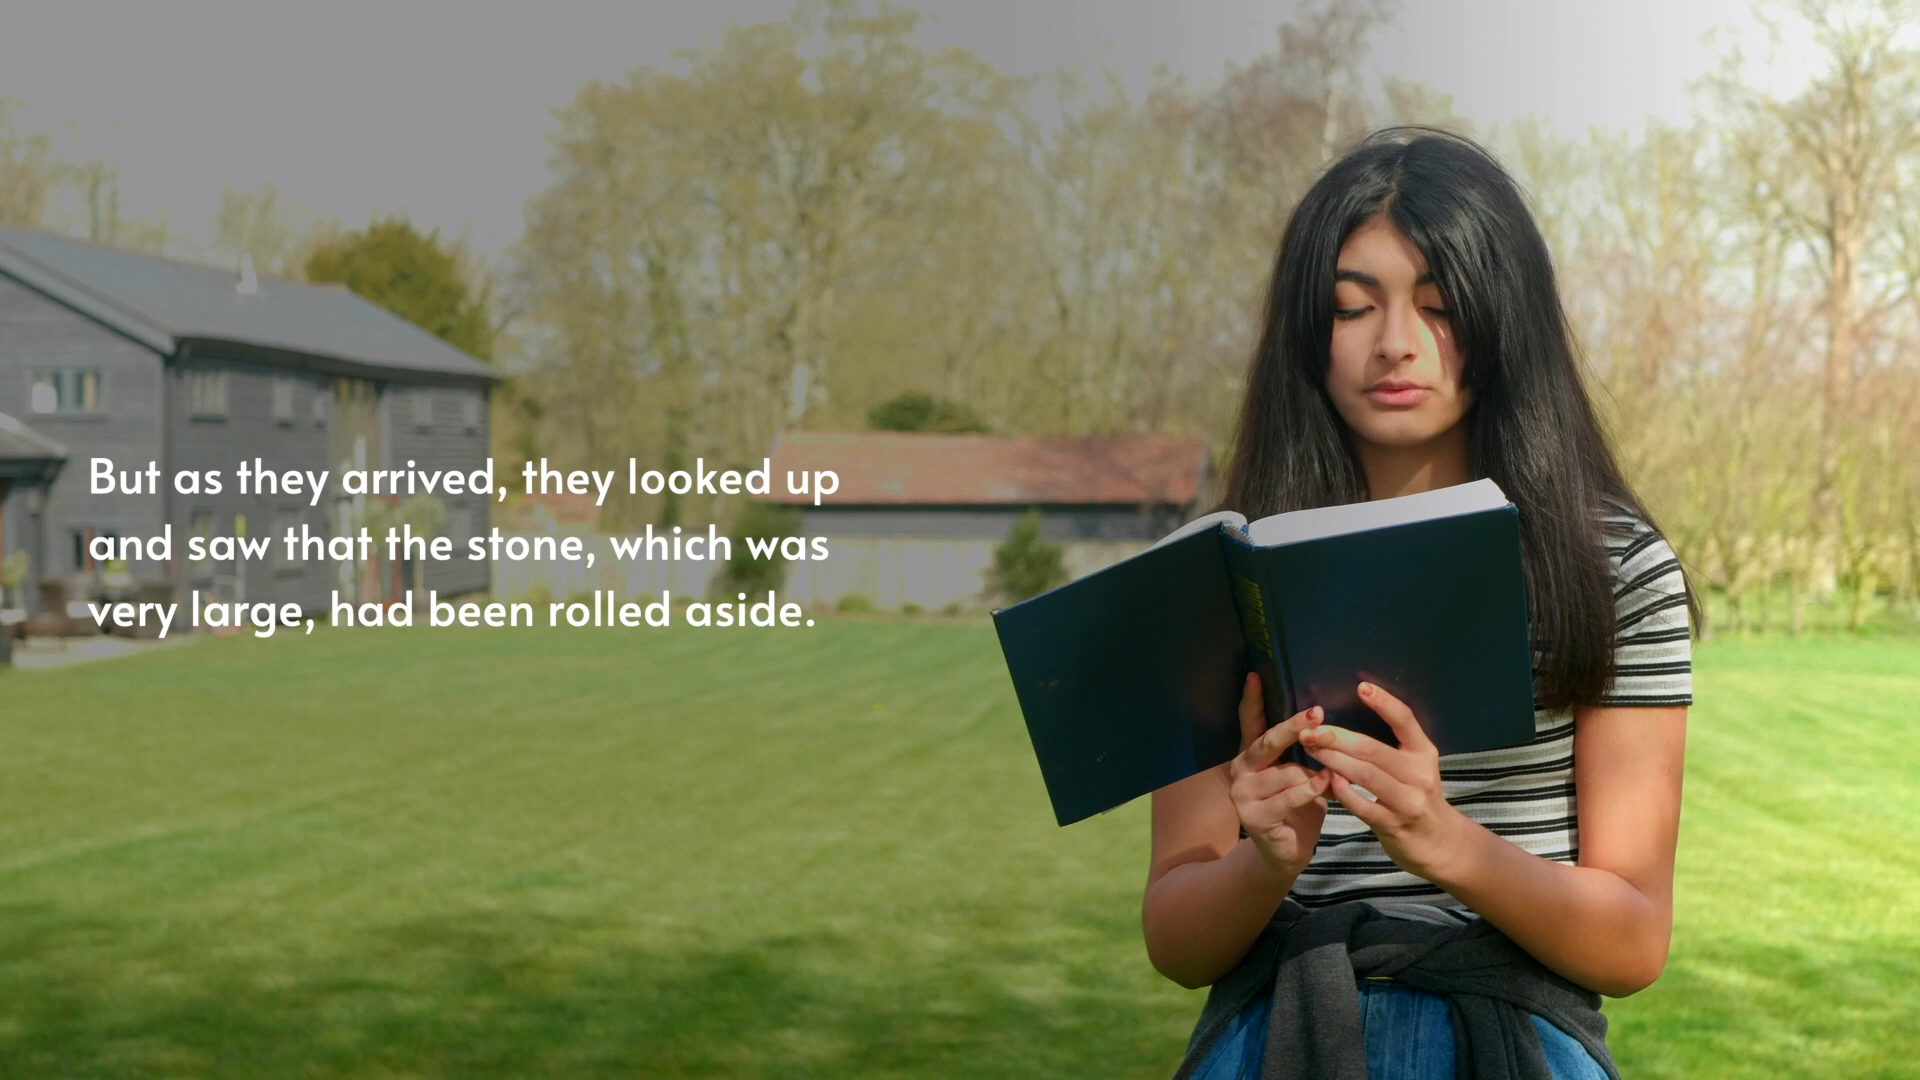 But as they arrived, they looked up
and saw that the stone, which was
very large, had been rolled aside.